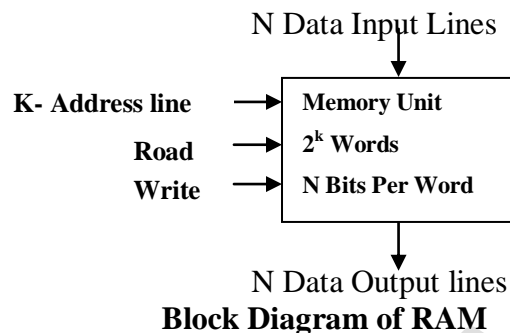 N Data Input Lines
K- Address line
Memory Unit
Road
2^k Words
Write
N Bits Per Word
N Data Output lines
Block Diagram of RAM